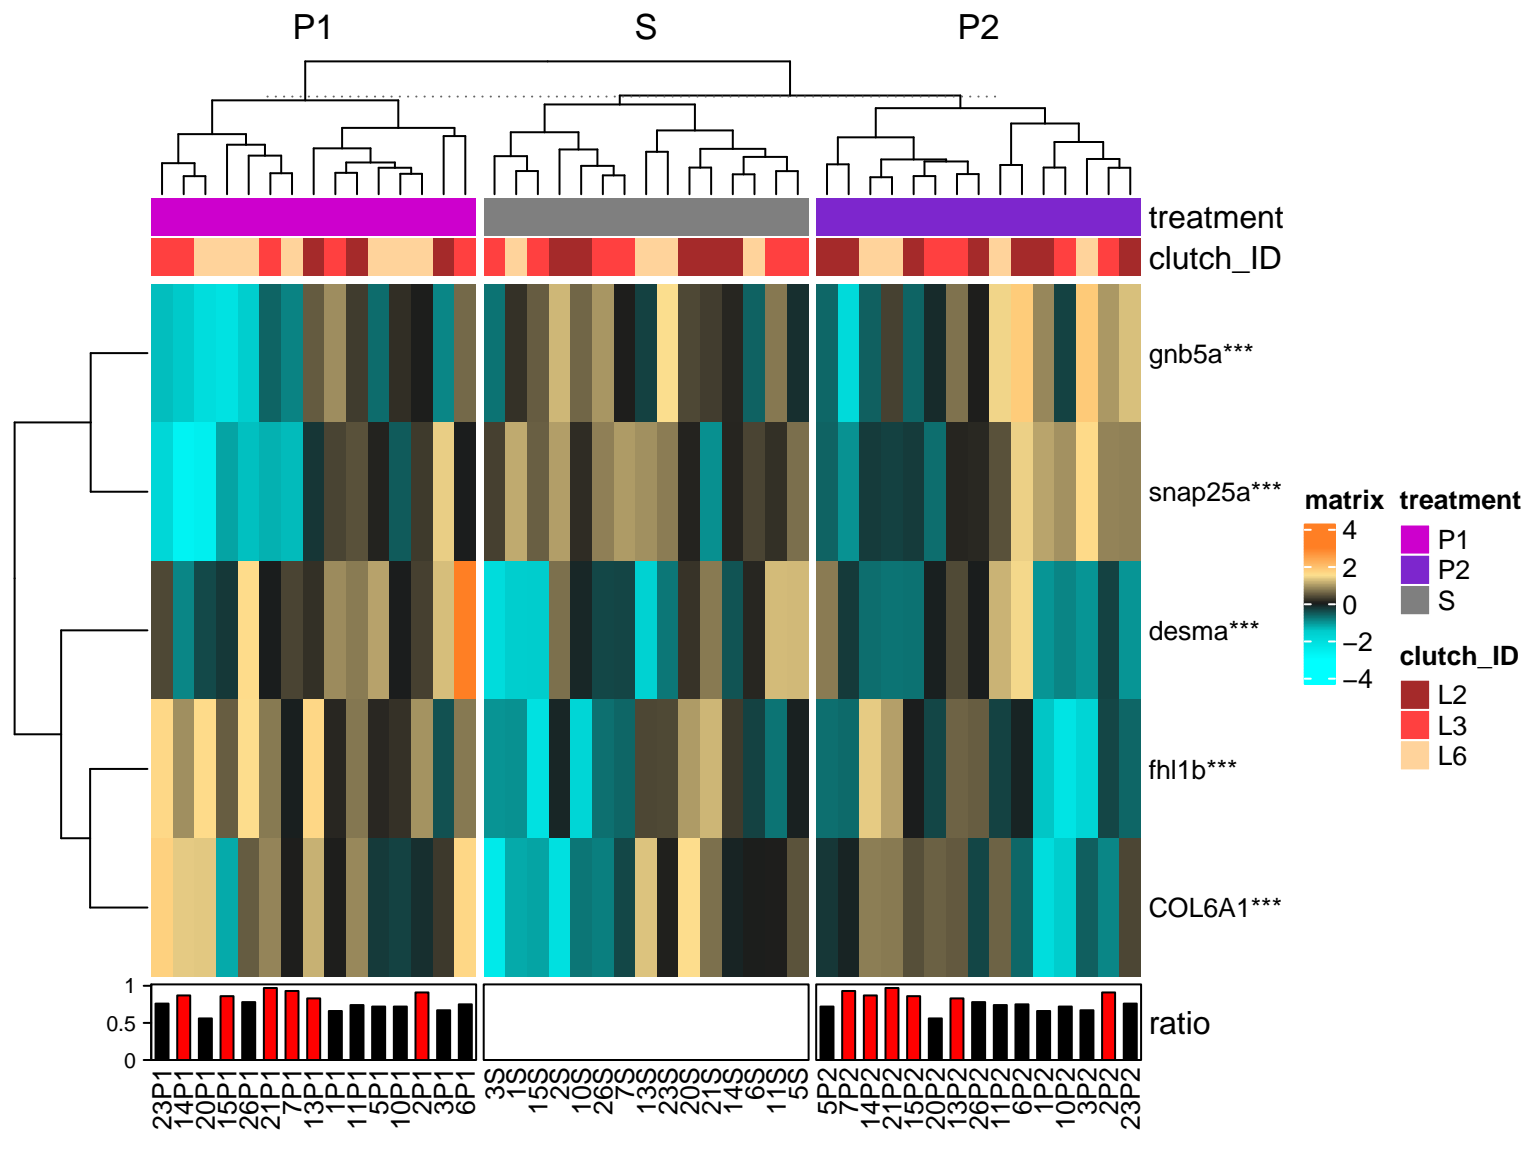 P1 S P2
treatment
clutch_ID
gnb5a***
snap25a***
desma***
fhl1b***
COL6A1***
matrix
4
2
0
−2
−4
treatment
P1
P2
S
clutch_ID
L2
L3
L6
1
0.5
0
ratio
23P1 14P1 20P1 15P1 26P1 21P1 7P1 13P1 1P1 11P1 5P1 10P1 2P1 3P1 6P1 3S 1S 15S 2S 10S 26S 7S 13S 23S 20S 21S 14S 6S 11S 5S 5P2 7P2 14P2 21P2 15P2 20P2 13P2 26P2 11P2 6P2 1P2 10P2 3P2 2P2 23P2